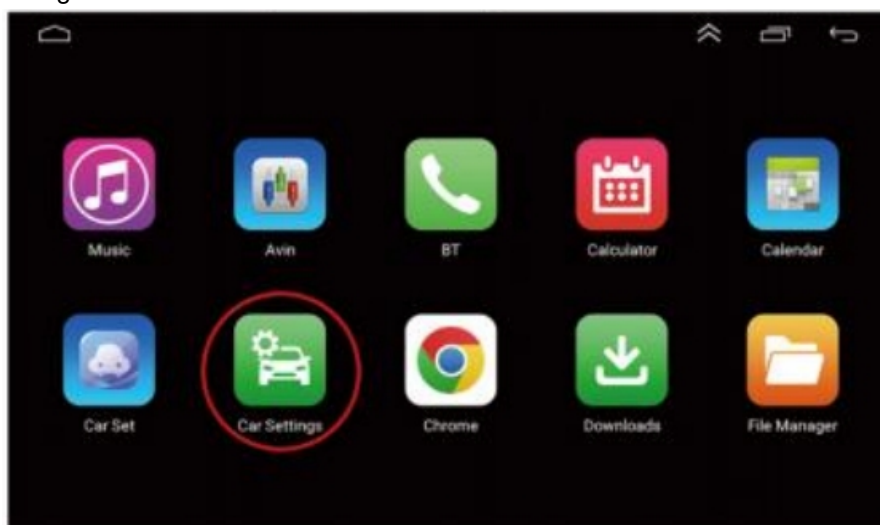 Music
Avin
BT
Calculator
Calendar
Car Set
Car Settings
Chrome
Downloads
File Manager